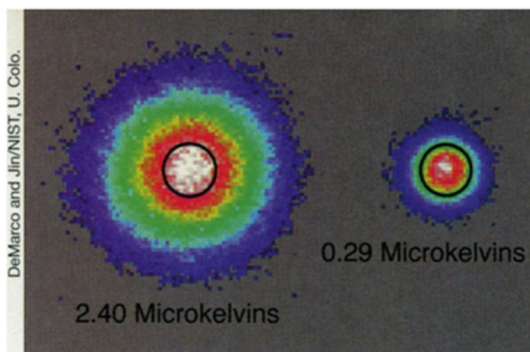 DeMarco and Jin/NIST, U. Colo.
0.29 Microkelvins
2.40 Microkelvins